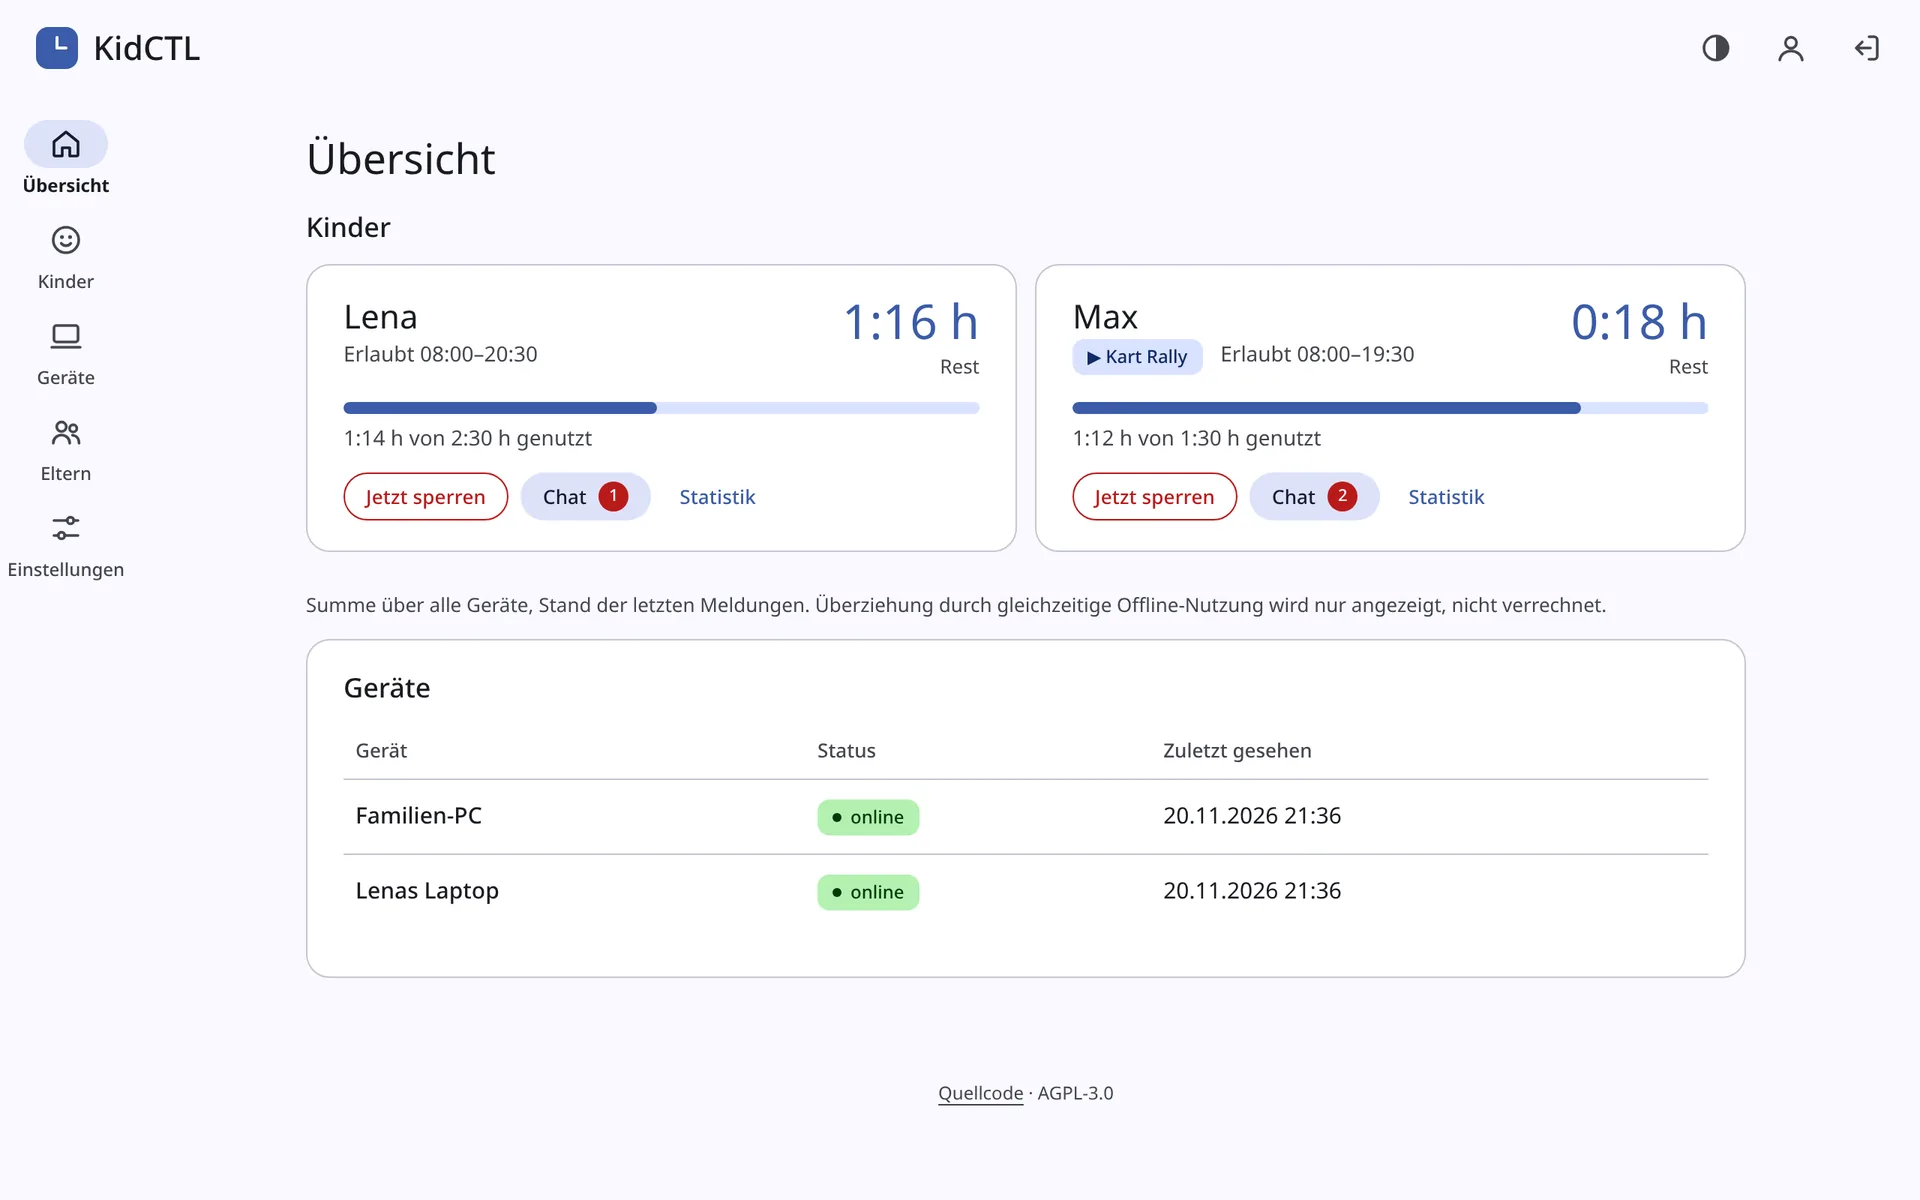 KidCTL
Übersicht
Kinder
Geräte
Eltern
Einstellungen
Übersicht
Kinder
Lena
Erlaubt 08:00–20:30
1:16 h
Rest
1:14 h von 2:30 h genutzt
Jetzt sperren
Chat 1
Statistik
Max
▶ Kart Rally
Erlaubt 08:00–19:30
0:18 h
Rest
1:12 h von 1:30 h genutzt
Jetzt sperren
Chat 2
Statistik
Summe über alle Geräte, Stand der letzten Meldungen. Überziehung durch gleichzeitige Offline-Nutzung wird nur angezeigt, nicht verrechnet.
Geräte
Gerät Status Zuletzt gesehen
Familien-PC online 20.11.2026 21:36
Lenas Laptop online 20.11.2026 21:36
Quellcode · AGPL-3.0